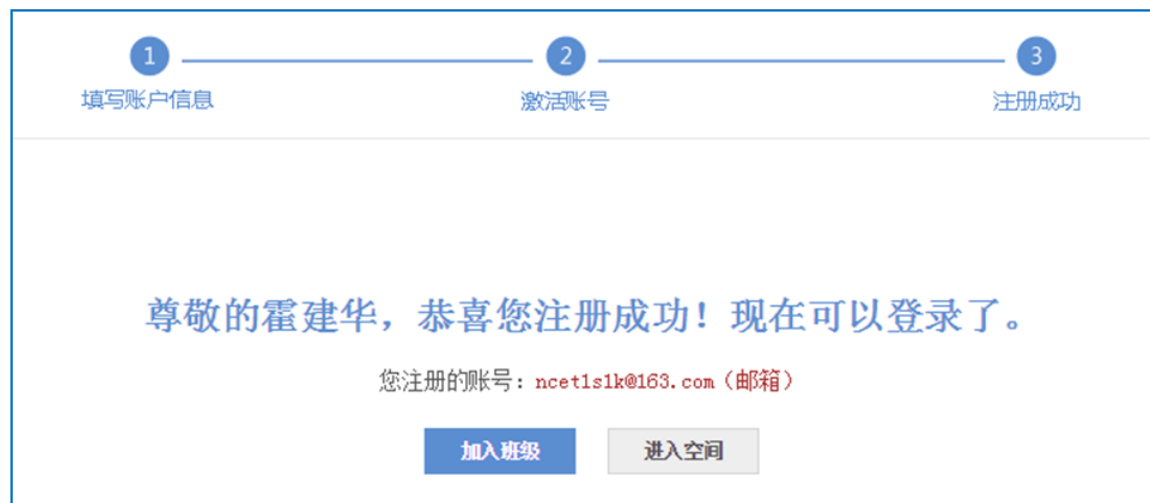 1 2 3
填写账户信息 激活账号 注册成功
尊敬的霍建华，恭喜您注册成功！现在可以登录了。
您注册的账号：ncet1s1k@163.com（邮箱）
加入班级 进入空间